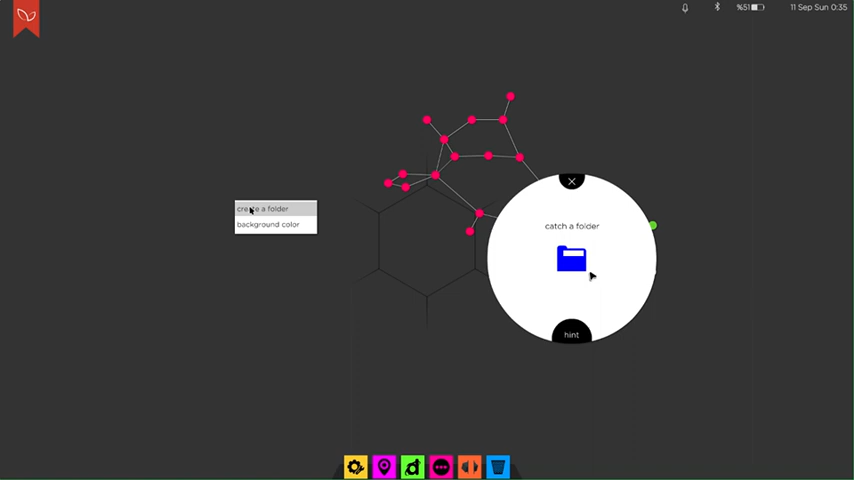 %51
11 Sep Sun 0:35
create a folder
background color
catch a folder
hint